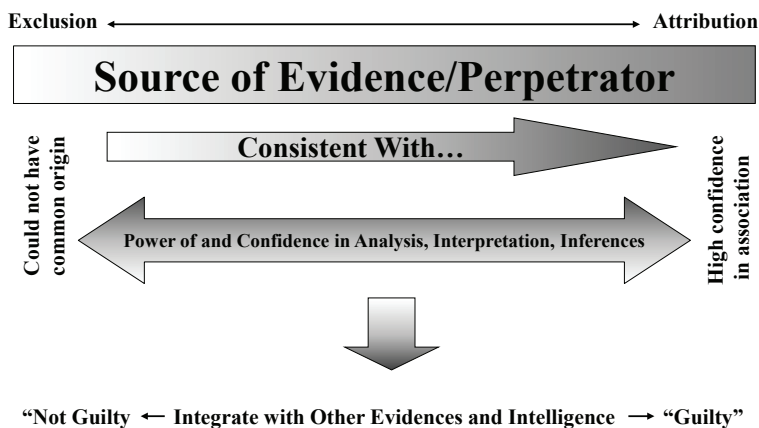 Exclusion Attribution
Source of Evidence/Perpetrator
Could not have
common origin
Consistent With…
Power of and Confidence in Analysis, Interpretation, Inferences
High confidence
in association
“Not Guilty Integrate with Other Evidences and Intelligence “Guilty”